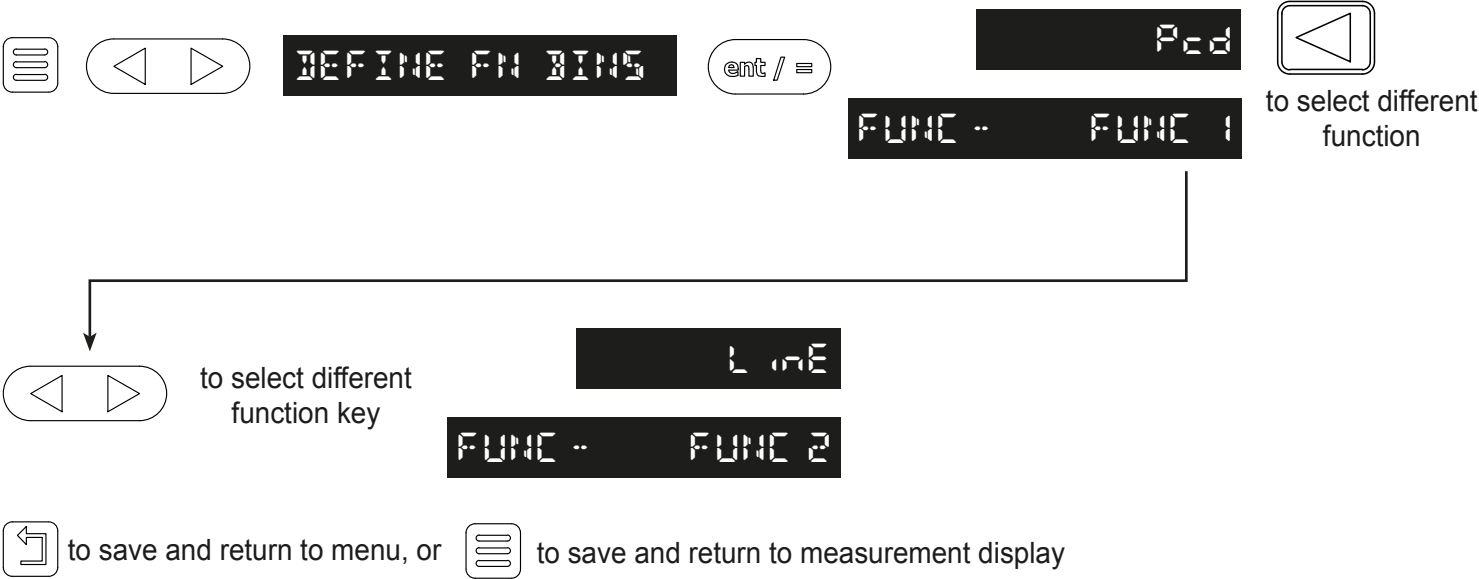 DEFINE FN BINS
ent / =
Pcd
FUNC - FUNC 1
to select different
function
to select different
function key
LinE
FUNC - FUNC 2
to save and return to menu, or
to save and return to measurement display